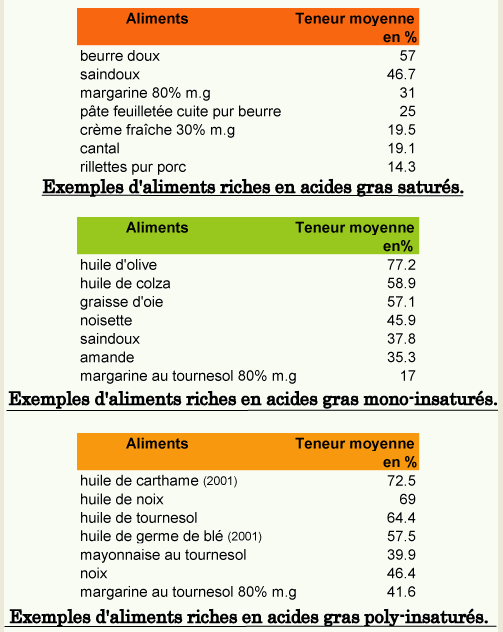 Aliments Teneur moyenne
en %
beurre doux 57
saindoux 46.7
margarine 80% m.g 31
pâte feuilletée cuite pur beurre 25
crème fraîche 30% m.g 19.5
cantal 19.1
rillettes pur porc 14.3
Exemples d'aliments riches en acides gras saturés.
Aliments Teneur moyenne
en%
huile d'olive 77.2
huile de colza 58.9
graisse d'oie 57.1
noisette 45.9
saindoux 37.8
amande 35.3
margarine au tournesol 80% m.g 17
Exemples d'aliments riches en acides gras mono-insaturés.
Aliments Teneur moyenne
en %
huile de carthame (2001) 72.5
huile de noix 69
huile de tournesol 64.4
huile de germe de blé (2001) 57.5
mayonnaise au tournesol 39.9
noix 46.4
margarine au tournesol 80% m.g 41.6
Exemples d'aliments riches en acides gras poly-insaturés.